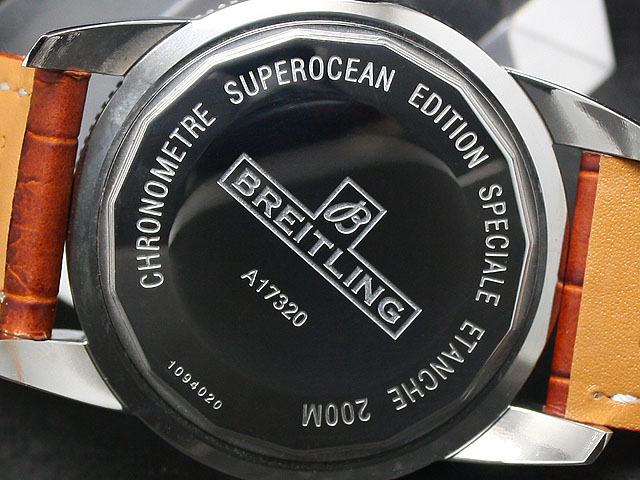 CHRONOMETRE SUPEROCEAN EDITION SPECIALE ETANCHE 200M
B
BREITLING
A17320
1094020